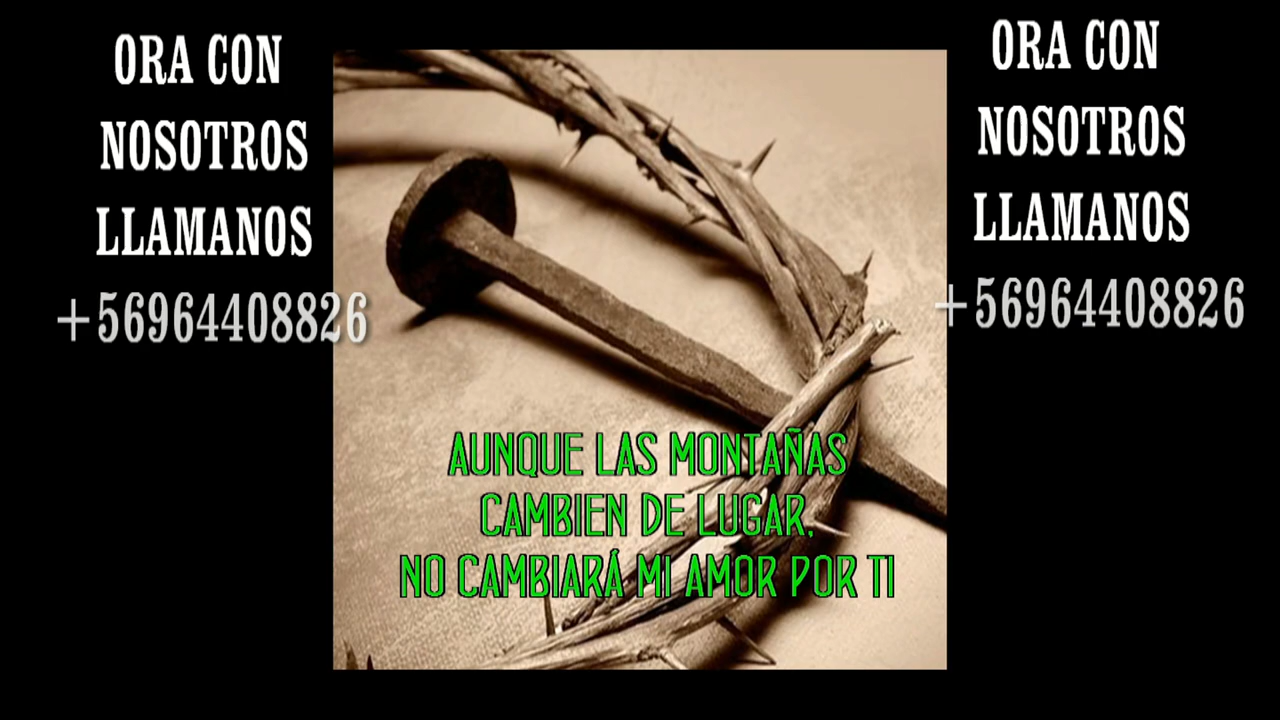 ORA CON
NOSOTROS
LLAMANOS
+56964408826
ORA CON
NOSOTROS
LLAMANOS
+56964408826
AUNQUE LAS MONTAÑAS
CAMBIEN DE LUGAR,
NO CAMBIARÁ MI AMOR POR TI